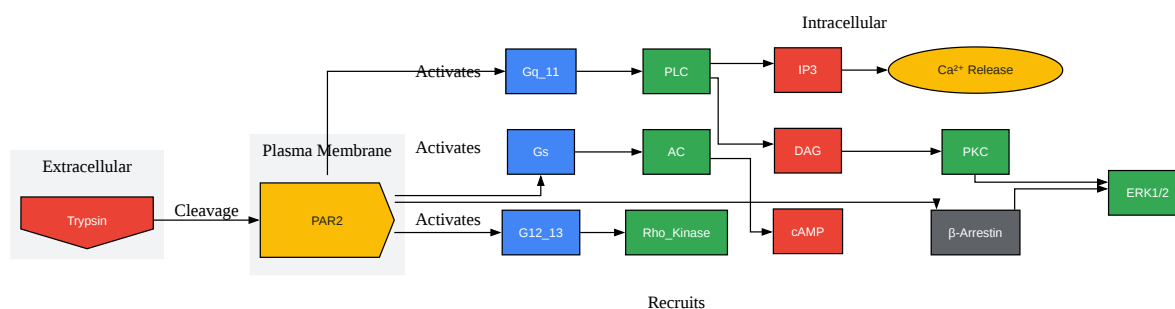 Intracellular
Activates
Gq_11
PLC
IP3
Ca²⁺ Release
Extracellular
Plasma Membrane
Activates
Gs
AC
DAG
PKC
Trypsin
Cleavage
PAR2
Activates
G12_13
Rho_Kinase
cAMP
β-Arrestin
ERK1/2
Recruits